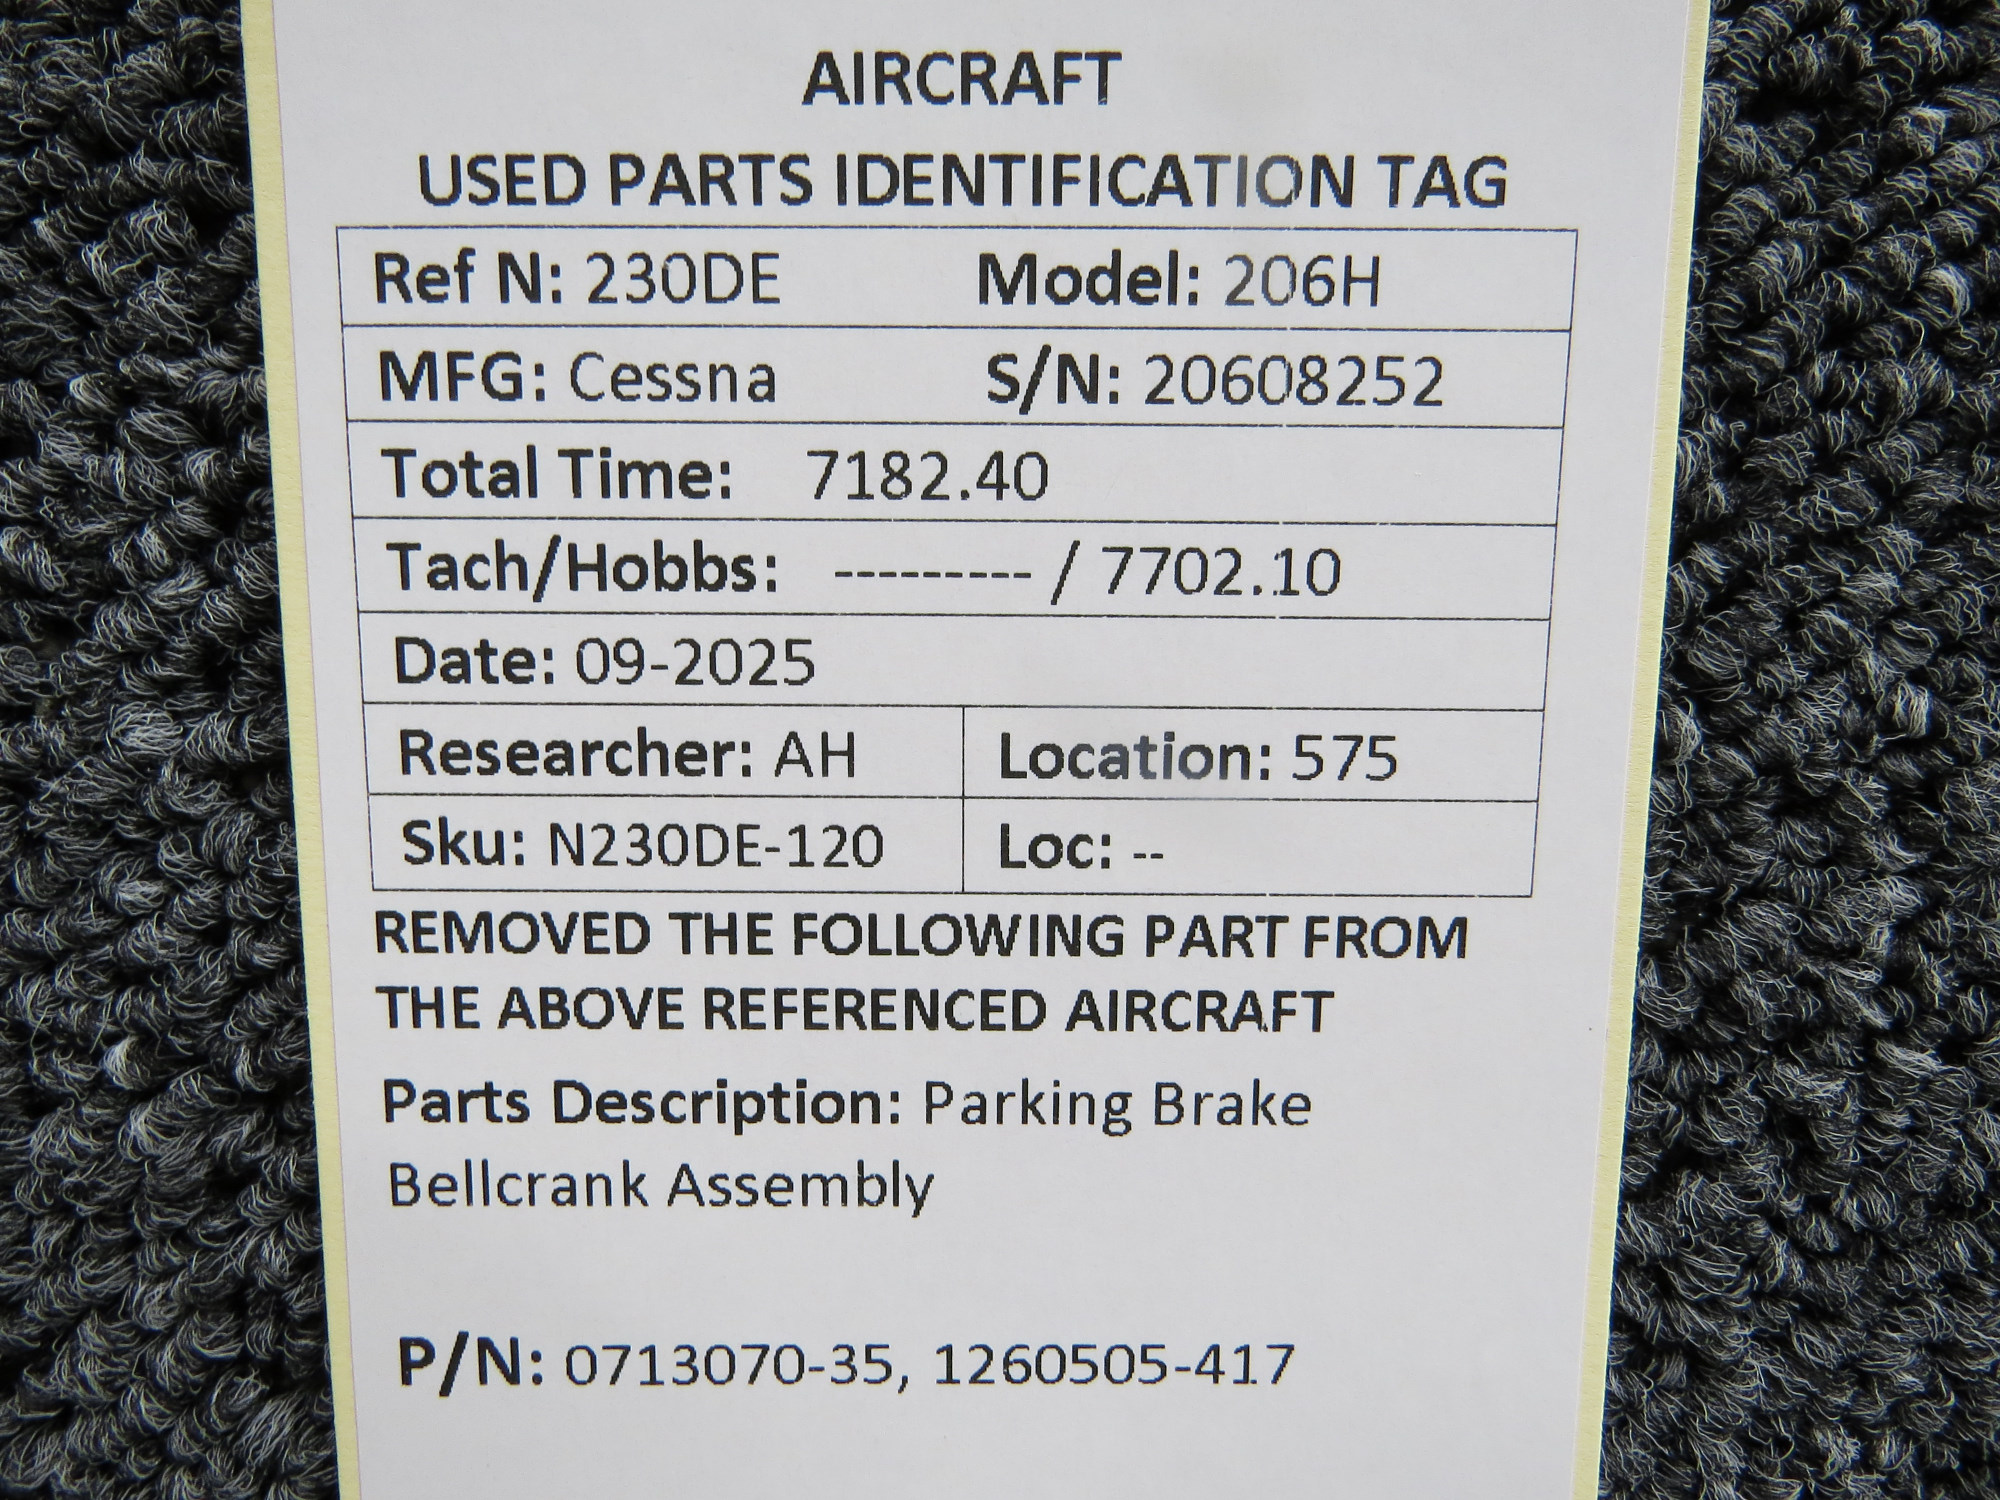 AIRCRAFT
USED PARTS IDENTIFICATION TAG
Ref N: 230DE Model: 206H
MFG: Cessna S/N: 20608252
Total Time: 7182.40
Tach/Hobbs: --------- / 7702.10
Date: 09-2025
Researcher: AH Location: 575
Sku: N230DE-120 Loc: --
REMOVED THE FOLLOWING PART FROM
THE ABOVE REFERENCED AIRCRAFT
Parts Description: Parking Brake
Bellcrank Assembly
P/N: 0713070-35, 1260505-417